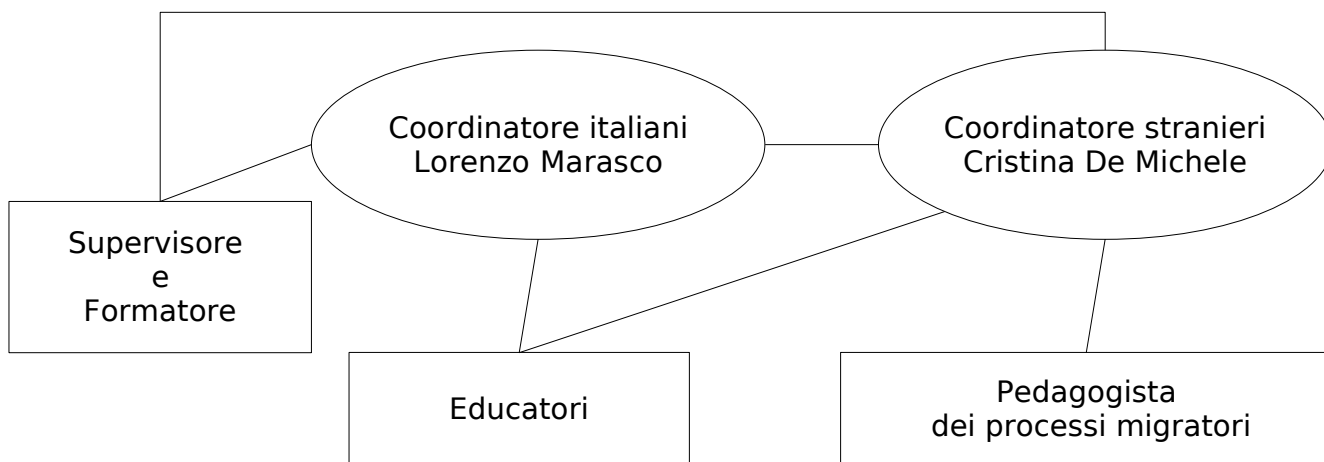 Coordinatore italiani
Lorenzo Marasco
Coordinatore stranieri
Cristina De Michele
Supervisore
e
Formatore
Educatori
Pedagogista
dei processi migratori